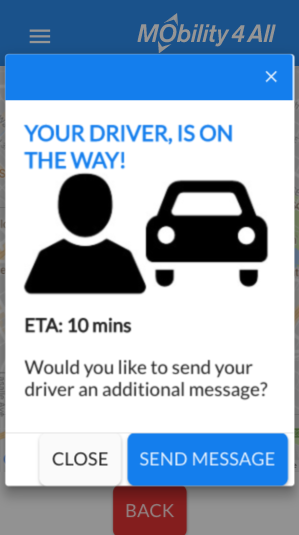 MObility 4 All
YOUR DRIVER, IS ON
THE WAY!
ETA: 10 mins
Would you like to send your
driver an additional message?
CLOSE
SEND MESSAGE
BACK